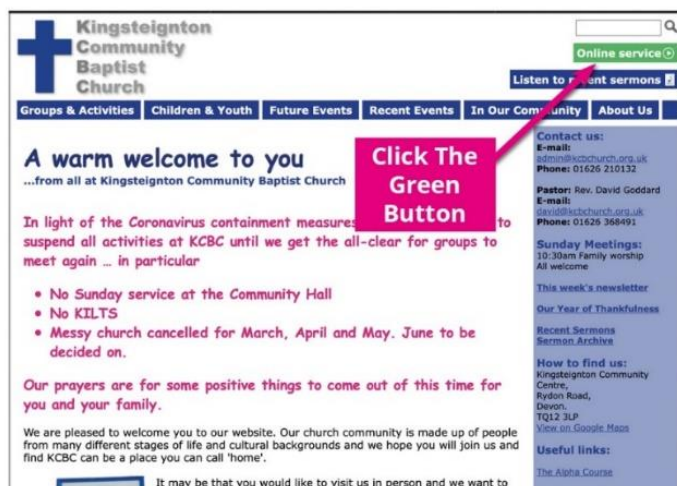 Kingsteignton
Community
Baptist
Church
Online service
Listen to recent sermons
Groups & Activities Children & Youth Future Events Recent Events In Our Community About Us
Click The
Green
Button
A warm welcome to you
...from all at Kingsteignton Community Baptist Church
In light of the Coronavirus containment measures to
suspend all activities at KCBC until we get the all-clear for groups to
meet again ... in particular
• No Sunday service at the Community Hall
• No KILTS
• Messy church cancelled for March, April and May. June to be
decided on.
Our prayers are for some positive things to come out of this time for
you and your family.
We are pleased to welcome you to our website. Our church community is made up of people
from many different stages of life and cultural backgrounds and we hope you will join us and
find KCBC can be a place you can call 'home'.
It may be that you would like to visit us in person and we want to
Contact us:
E-mail:
admin@kcbchurch.org.uk
Phone: 01626 210132
Pastor: Rev. David Goddard
E-mail:
david@kcbchurch.org.uk
Phone: 01626 368491
Sunday Meetings:
10:30am Family worship
All welcome
This week's newsletter
Our Year of Thankfulness
Recent Sermons
Sermon Archive
How to find us:
Kingsteignton Community
Centre,
Rydon Road,
Devon.
TQ12 3LP
View on Google Maps
Useful links:
The Alpha Course